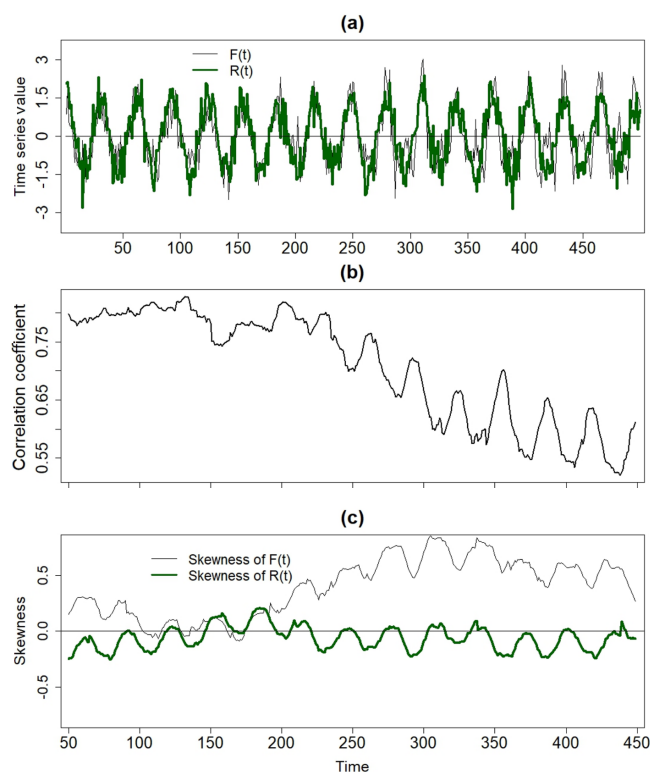 (a)
F(t)
R(t)
Time series value
3
1.5
0
-1.5
-3
50 100 150 200 250 300 350 400 450
(b)
Correlation coefficient
0.75
0.65
0.55
(c)
Skewness of F(t)
Skewness of R(t)
Skewness
0.5
0.0
-0.5
50 100 150 200 250 300 350 400 450
Time